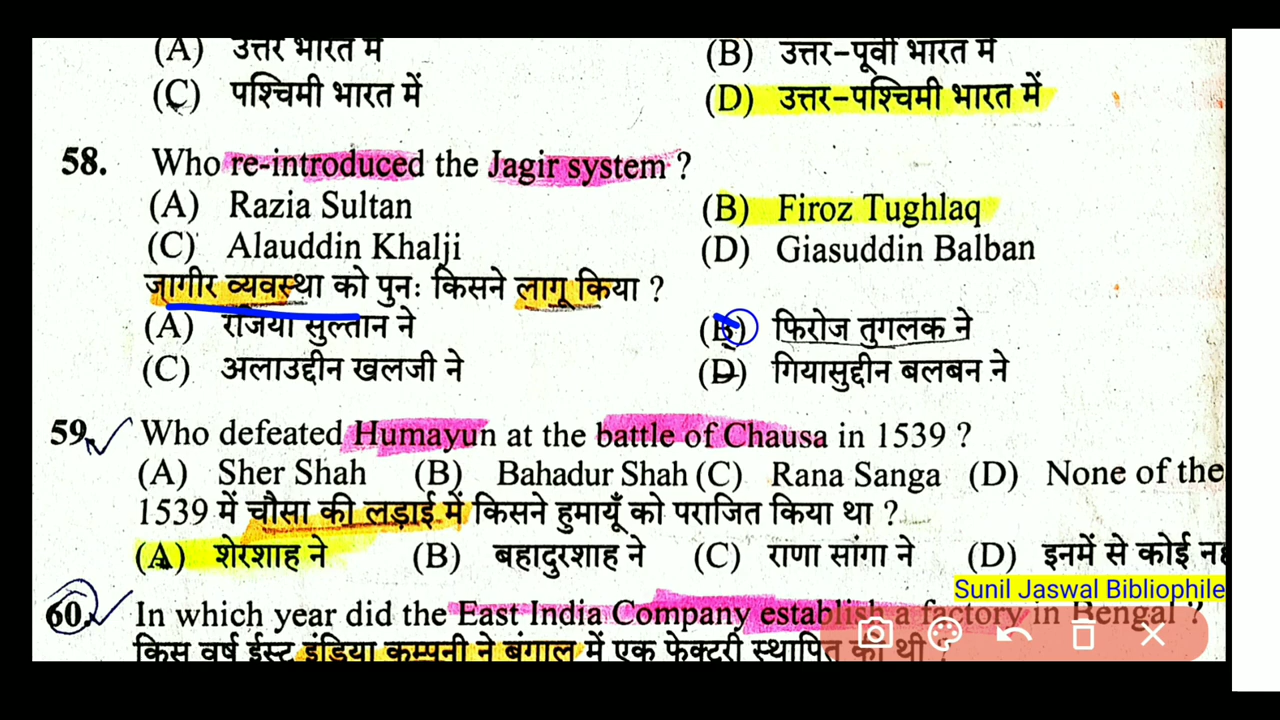 (A) उत्तर भारत में (B) उत्तर-पूर्वी भारत में
(C) पश्चिमी भारत में (D) उत्तर-पश्चिमी भारत में
58. Who re-introduced the Jagir system ?
(A) Razia Sultan (B) Firoz Tughlaq
(C) Alauddin Khalji (D) Giasuddin Balban
जागीर व्यवस्था को पुनः किसने लागू किया ?
(A) रजिया सुल्तान ने (B) फिरोज तुगलक ने
(C) अलाउद्दीन खलजी ने (D) गियासुद्दीन बलबन ने
59. Who defeated Humayun at the battle of Chausa in 1539 ?
(A) Sher Shah (B) Bahadur Shah (C) Rana Sanga (D) None of the
1539 में चौसा की लड़ाई में किसने हुमायूँ को पराजित किया था ?
(A) शेरशाह ने (B) बहादुरशाह ने (C) राणा सांगा ने (D) इनमें से कोई
Sunil Jaswal Bibliophile
60. In which year did the East India Company establish a factory in Bengal ?
किस वर्ष ईस्ट इंडिया कम्पनी ने बंगाल में एक फेक्टरी स्थापित की थी ?